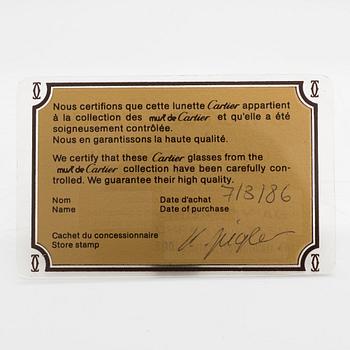 Nous certifions que cette lunette Cartier appartient
à la collection des must de Cartier et qu'elle a été
soigneusement contrôlée.
Nous en garantissons la haute qualité.
We certify that these Cartier glasses from the
must de Cartier collection have been carefully con-
trolled. We guarantee their high quality.
Nom Date d'achat 7/3/86
Name Date of purchase
Cachet du concessionnaire
Store stamp